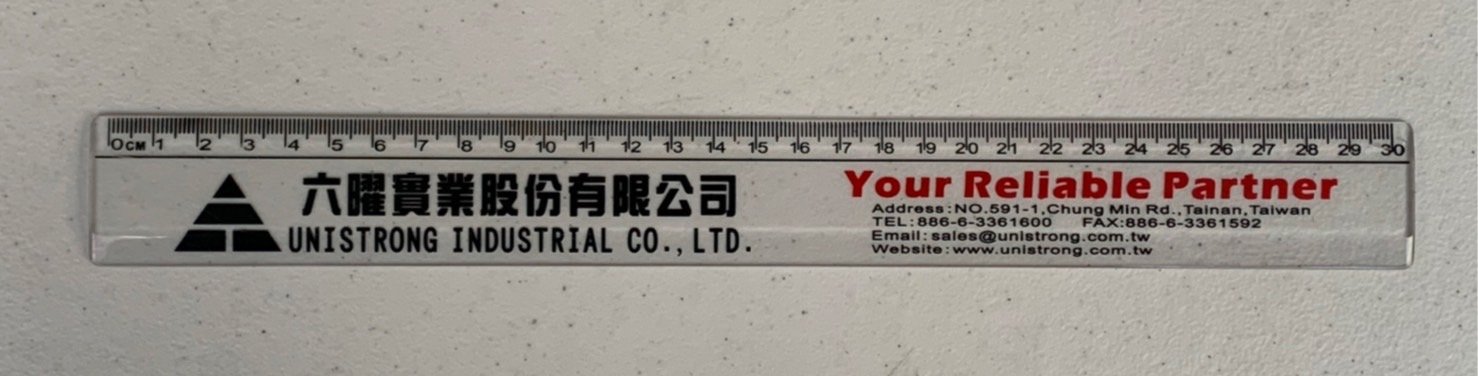 0CM 1 2 3 4 5 6 7 8 9 10 11 12 13 14 15 16 17 18 19 20 21 22 23 24 25 26 27 28 29 30
六曜實業股份有限公司
UNISTRONG INDUSTRIAL CO., LTD.
Your Reliable Partner
Address:NO.591-1,Chung Min Rd.,Tainan,Taiwan
TEL:886-6-3361600 FAX:886-6-3361592
Email:sales@unistrong.com.tw
Website:www.unistrong.com.tw